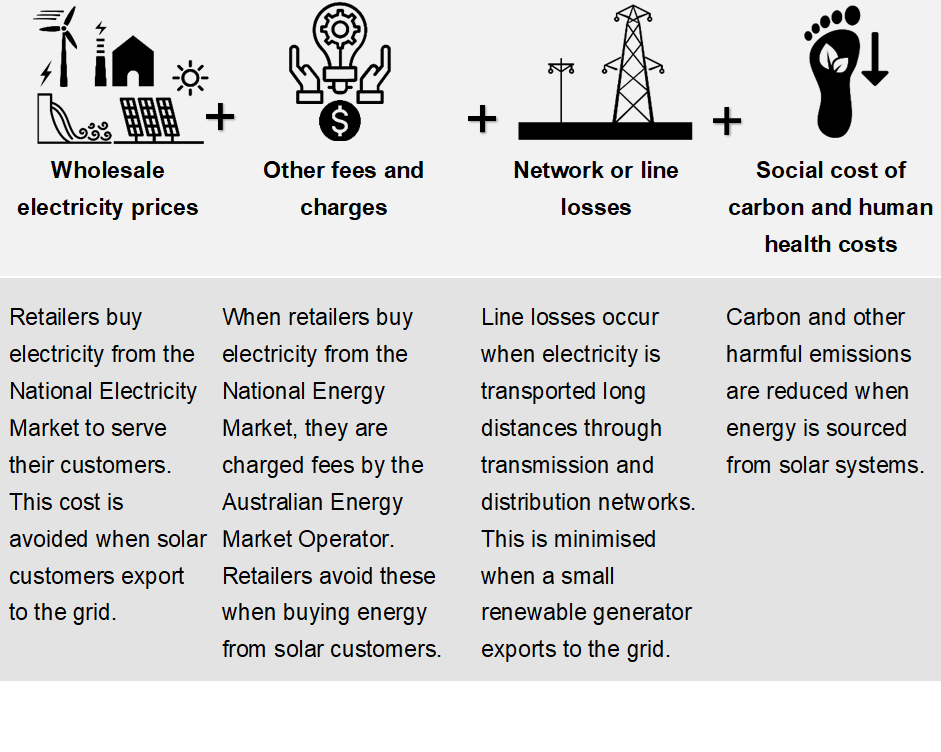 Wholesale
electricity prices
+
Other fees and
charges
+
Network or line
losses
+
Social cost of
carbon and human
health costs
$
Retailers buy
electricity from the
National Electricity
Market to serve
their customers.
This cost is
avoided when solar
customers export
to the grid.
When retailers buy
electricity from the
National Energy
Market, they are
charged fees by the
Australian Energy
Market Operator.
Retailers avoid these
when buying energy
from solar customers.
Line losses occur
when electricity is
transported long
distances through
transmission and
distribution networks.
This is minimised
when a small
renewable generator
exports to the grid.
Carbon and other
harmful emissions
are reduced when
energy is sourced
from solar systems.